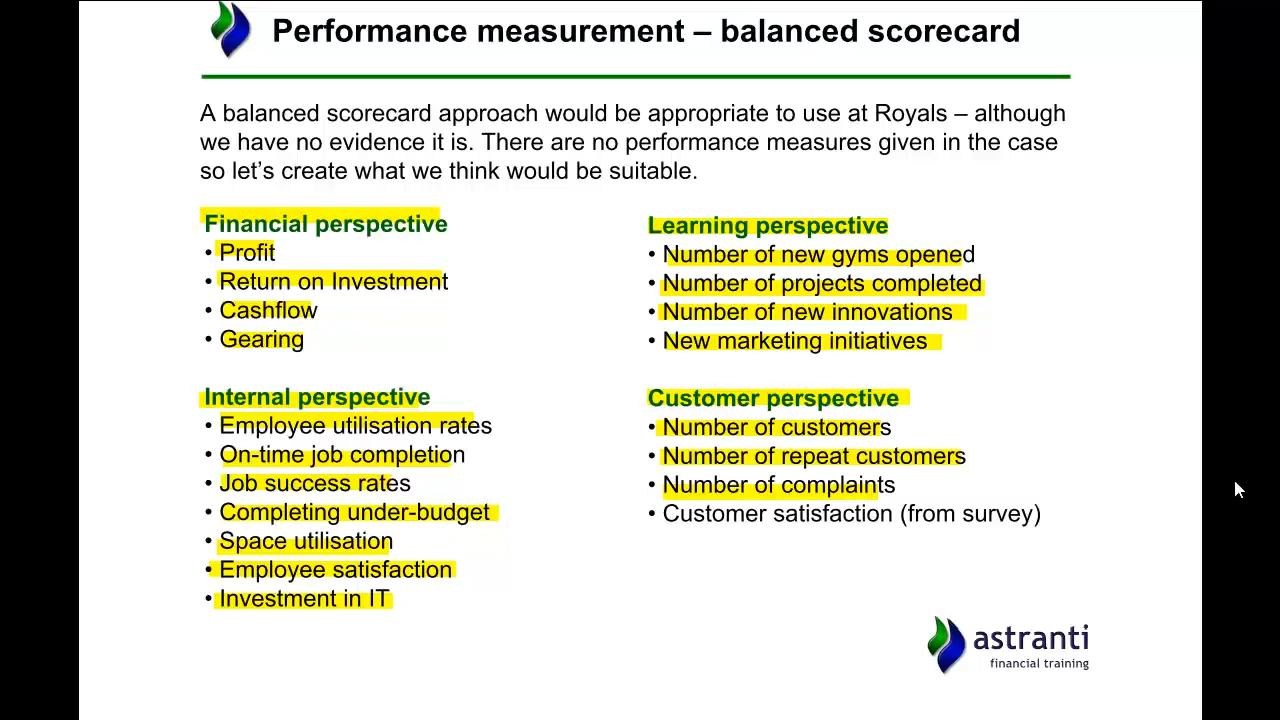 Performance measurement – balanced scorecard
A balanced scorecard approach would be appropriate to use at Royals – although
we have no evidence it is. There are no performance measures given in the case
so let’s create what we think would be suitable.
Financial perspective
• Profit
• Return on Investment
• Cashflow
• Gearing
Internal perspective
• Employee utilisation rates
• On-time job completion
• Job success rates
• Completing under-budget
• Space utilisation
• Employee satisfaction
• Investment in IT
Learning perspective
• Number of new gyms opened
• Number of projects completed
• Number of new innovations
• New marketing initiatives
Customer perspective
• Number of customers
• Number of repeat customers
• Number of complaints
• Customer satisfaction (from survey)
astranti
financial training